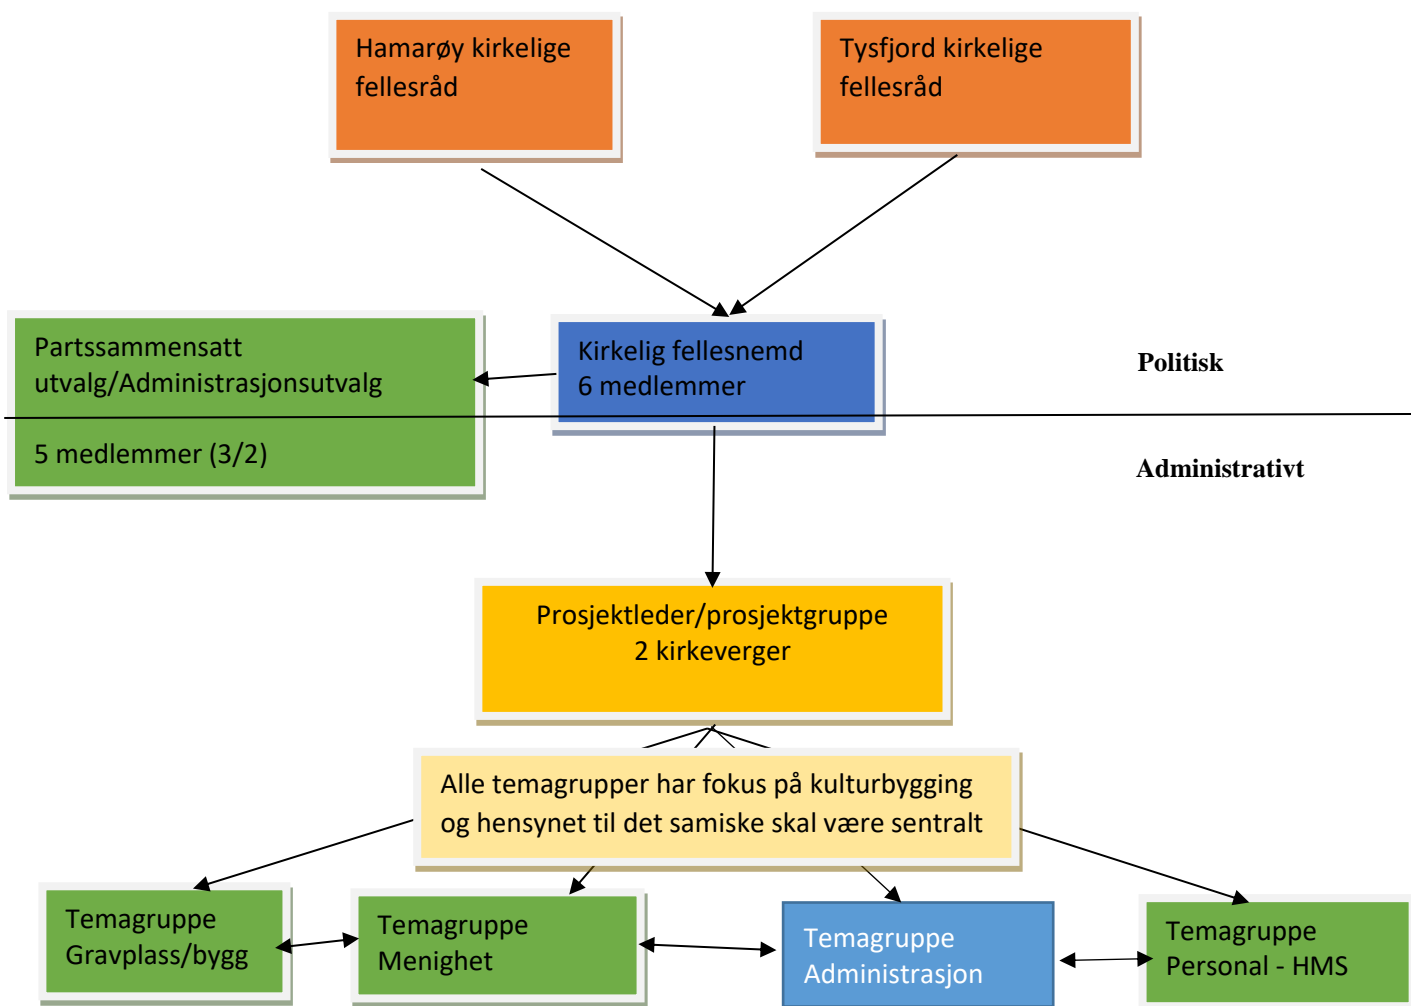 Hamarøy kirkelige
fellesråd
Tysfjord kirkelige
fellesråd
Partssammensatt
utvalg/Administrasjonsutvalg
5 medlemmer (3/2)
Kirkelig fellesnemd
6 medlemmer
Politisk
Administrativt
Prosjektleder/prosjektgruppe
2 kirkeverger
Alle temagrupper har fokus på kulturbygging
og hensynet til det samiske skal være sentralt
Temagruppe
Gravplass/bygg
Temagruppe
Menighet
Temagruppe
Administrasjon
Temagruppe
Personal - HMS